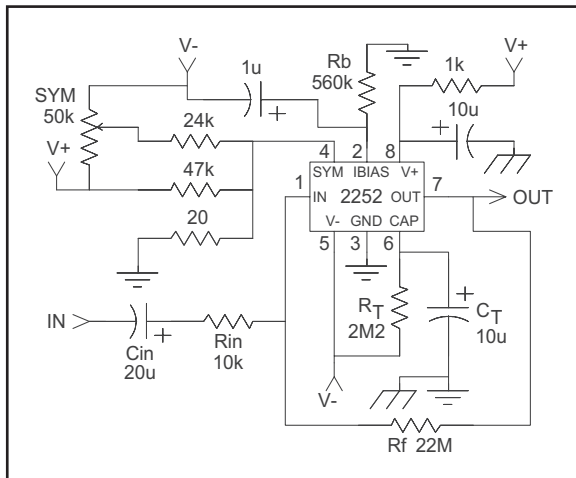 V-
V+
Rb
560k
1u
+
1k
SYM
50k
+
10u
24k
V+
4
2
8
47k
SYM
IBIAS
V+
1
IN
2252
OUT
7
OUT
20
V-
GND
CAP
5
3
6
IN
+
Cin
20u
Rin
10k
RT
2M2
+
CT
10u
V-
Rf 22M